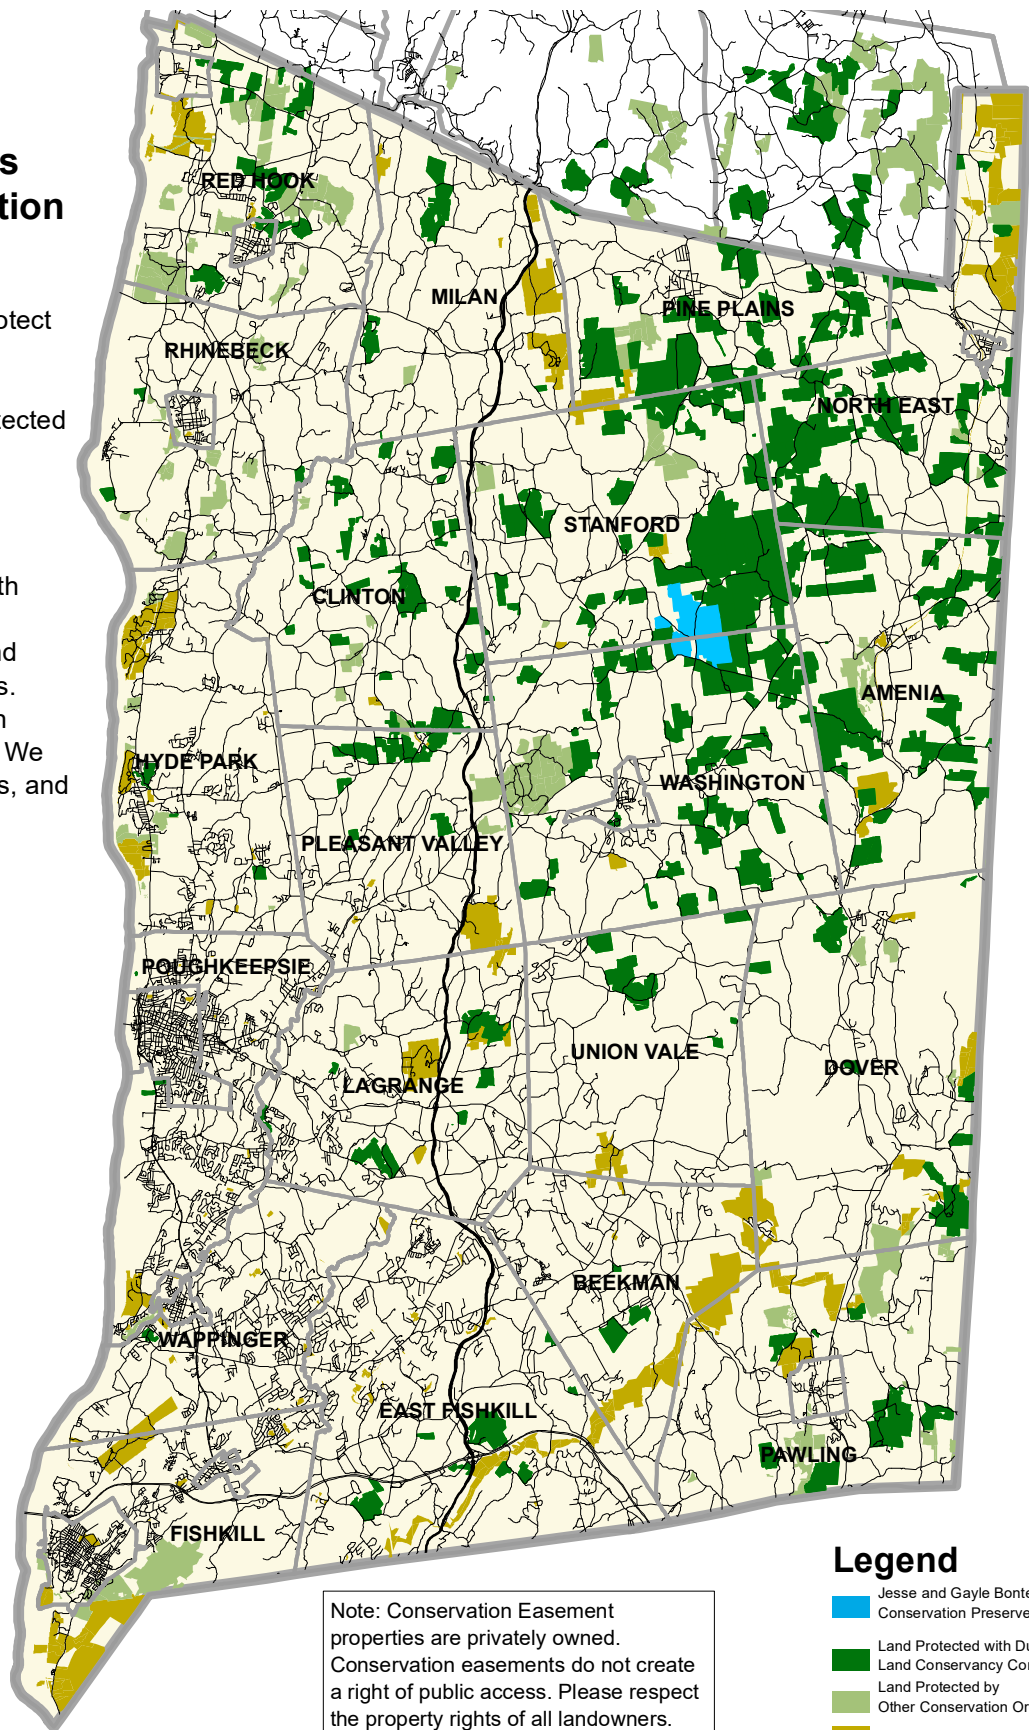 s
tion
otect
tected
th
nd
s.
n
We
s, and
RED HOOK
MILAN
PINE PLAINS
RHINEBECK
NORTH EAST
STANFORD
CLINTON
AMENIA
HYDE PARK
WASHINGTON
PLEASANT VALLEY
POUGHKEEPSIE
UNION VALE
DOVER
LAGRANGE
BEEKMAN
WAPPINGER
EAST FISHKILL
PAWLING
FISHKILL
Note: Conservation Easement
properties are privately owned.
Conservation easements do not create
a right of public access. Please respect
the property rights of all landowners.
Legend
Jesse and Gayle Bonte
Conservation Preserve
Land Protected with Du
Land Conservancy Con
Land Protected by
Other Conservation Or